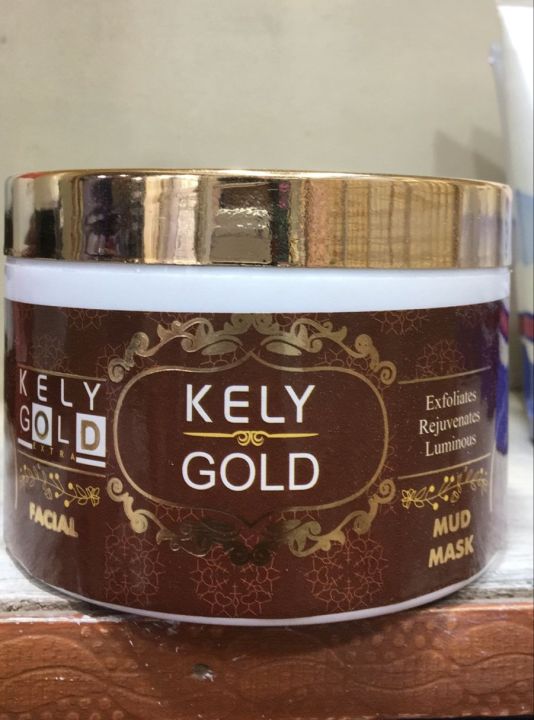 KELY
GOLD
EXTRA
FACIAL
KELY
GOLD
Exfoliates
Rejuvenates
Luminous
MUD
MASK